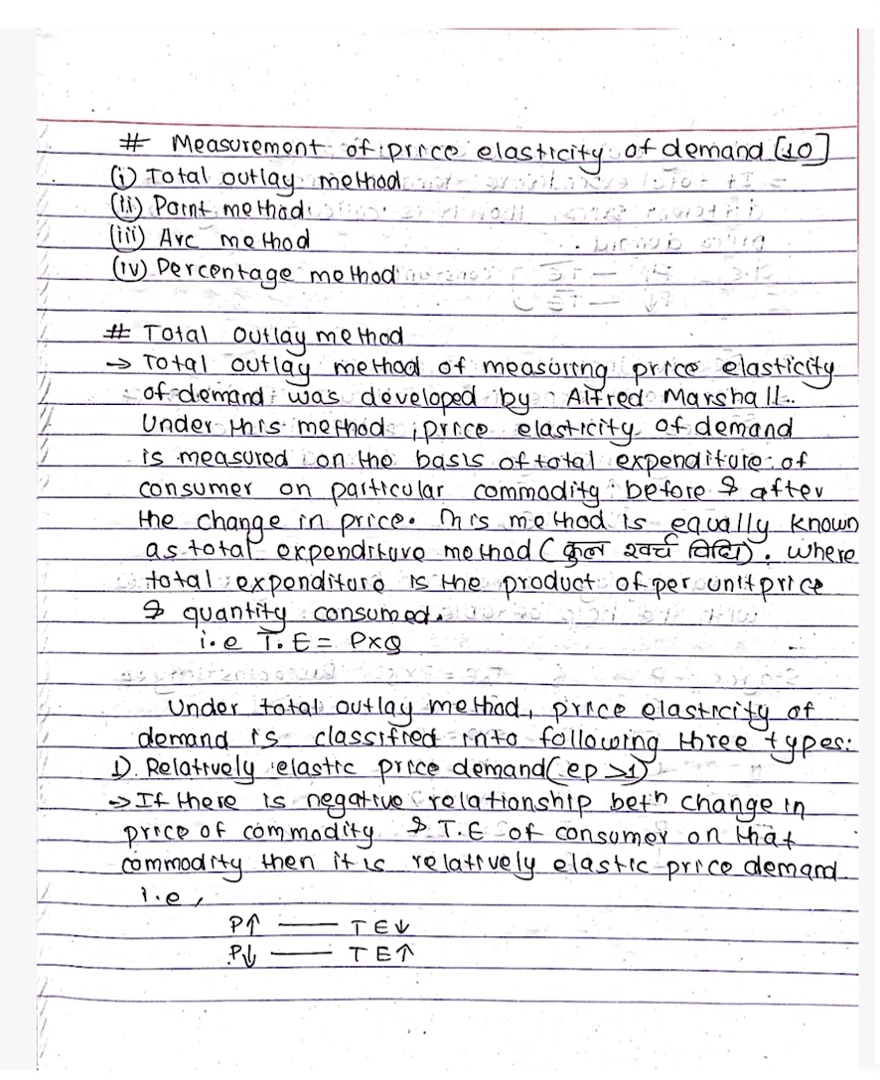 # Measurement of price elasticity of demand [10]
(i) Total outlay method
(ii) Point method
(iii) Arc method
(iv) Percentage method
# Total Outlay method
→ Total outlay method of measuring price elasticity
of demand was developed by Alfred Marshall.
Under this method, price elasticity of demand
is measured on the basis of total expenditure of
consumer on particular commodity before & after
the change in price. This method is equally known
as total expenditure method (कुल खर्च विधि). where
total expenditure is the product of per unit price
& quantity consumed.
i.e T.E = P×Q
Under total outlay method, price elasticity of
demand is classified into following three types:
1). Relatively elastic price demand (ep >1)
→ If there is negative relationship betn change in
price of commodity & T.E of consumer on that
commodity then it is relatively elastic price demand
i.e,
P↑ — TE↓
P↓ — TE↑